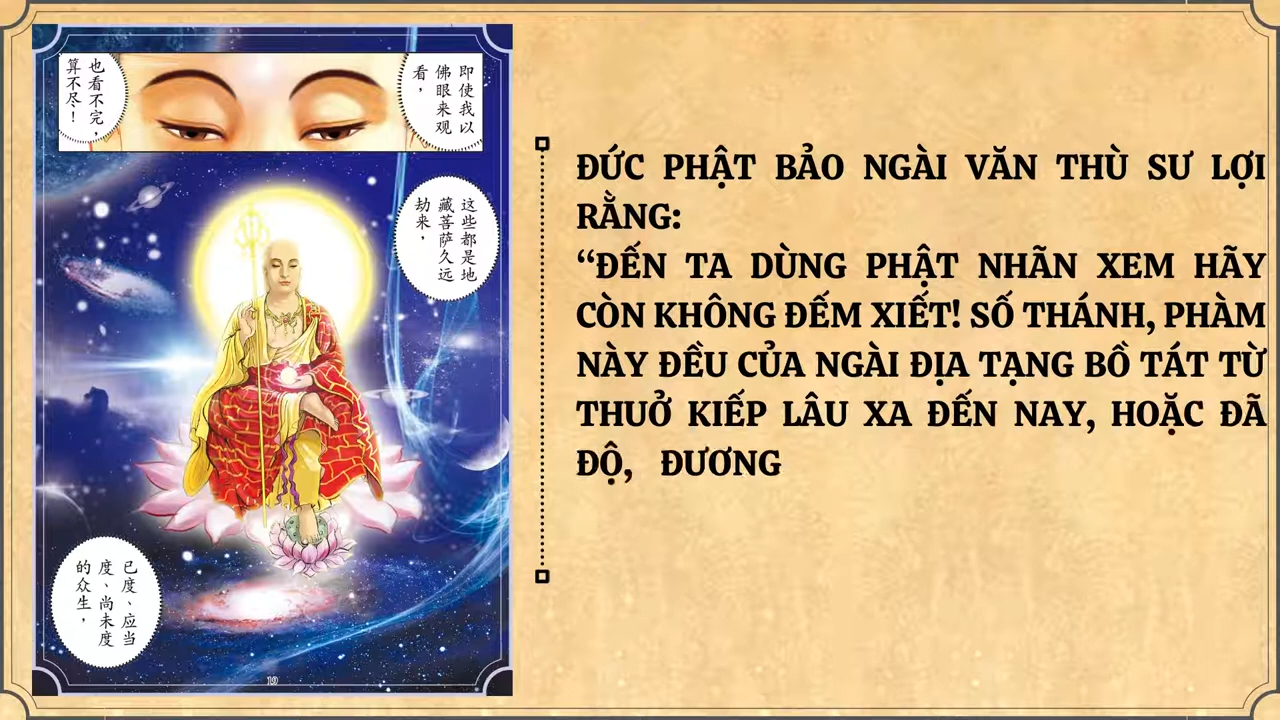 即使我以
佛眼来观
看，
也看不完，
算不尽！
这些都是地
藏菩萨久远
劫来，
已度、应当
度、尚未度
的众生，
19
ĐỨC PHẬT BẢO NGÀI VĂN THÙ SƯ LỢI
RẰNG:
“ĐẾN TA DÙNG PHẬT NHÃN XEM HÃY
CÒN KHÔNG ĐẾM XIẾT! SỐ THÁNH, PHÀM
NÀY ĐỀU CỦA NGÀI ĐỊA TẠNG BỒ TÁT TỪ
THUỞ KIẾP LÂU XA ĐẾN NAY, HOẶC ĐÃ
ĐỘ, ĐƯƠNG